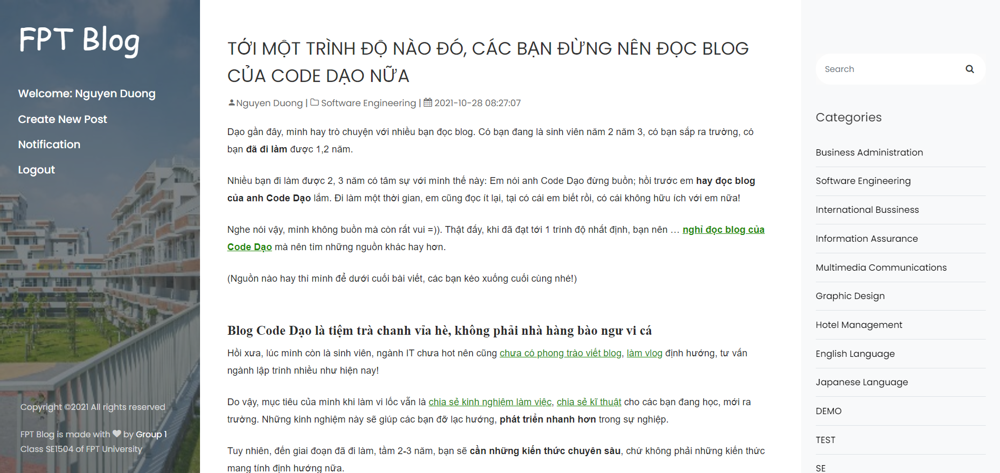 FPT Blog
Welcome: Nguyen Duong
Create New Post
Notification
Logout
Copyright ©2021 All rights reserved
FPT Blog is made with ♥ by Group 1
Class SE1504 of FPT University
TỚI MỘT TRÌNH ĐỘ NÀO ĐÓ, CÁC BẠN ĐỪNG NÊN ĐỌC BLOG
CỦA CODE DẠO NỮA
Nguyen Duong | Software Engineering | 2021-10-28 08:27:07
Dạo gần đây, mình hay trò chuyện với nhiều bạn đọc blog. Có bạn đang là sinh viên năm 2 năm 3, có bạn sắp ra trường, có
bạn đã đi làm được 1,2 năm.
Nhiều bạn đi làm được 2, 3 năm có tâm sự với mình thế này: Em nói anh Code Dạo đừng buồn; hồi trước em hay đọc blog
của anh Code Dạo lắm. Đi làm một thời gian, em cũng đọc ít lại, tại có cái em biết rồi, có cái không hữu ích với em nữa!
Nghe nói vậy, mình không buồn mà còn rất vui =)). Thật đấy, khi đã đạt tới 1 trình độ nhất định, bạn nên … nghỉ đọc blog của
Code Dạo mà nên tìm những nguồn khác hay hơn.
(Nguồn nào hay thì mình để dưới cuối bài viết, các bạn kéo xuống cuối cùng nhé!)
Blog Code Dạo là tiệm trà chanh vỉa hè, không phải nhà hàng bào ngư vi cá
Hồi xưa, lúc mình còn là sinh viên, ngành IT chưa hot nên cũng chưa có phong trào viết blog, làm vlog định hướng, tư vấn
ngành lập trình nhiều như hiện nay!
Do vậy, mục tiêu của mình khi làm vi lốc vẫn là chia sẻ kinh nghiệm làm việc, chia sẻ kĩ thuật cho các bạn đang học, mới ra
trường. Những kinh nghiệm này sẽ giúp các bạn đỡ lạc hướng, phát triển nhanh hơn trong sự nghiệp.
Tuy nhiên, đến giai đoạn đã đi làm, tầm 2-3 năm, bạn sẽ cần những kiến thức chuyên sâu, chứ không phải những kiến thức
mang tính định hướng nữa.
Search
Categories
Business Administration
Software Engineering
International Bussiness
Information Assurance
Multimedia Communications
Graphic Design
Hotel Management
English Language
Japanese Language
DEMO
TEST
SE